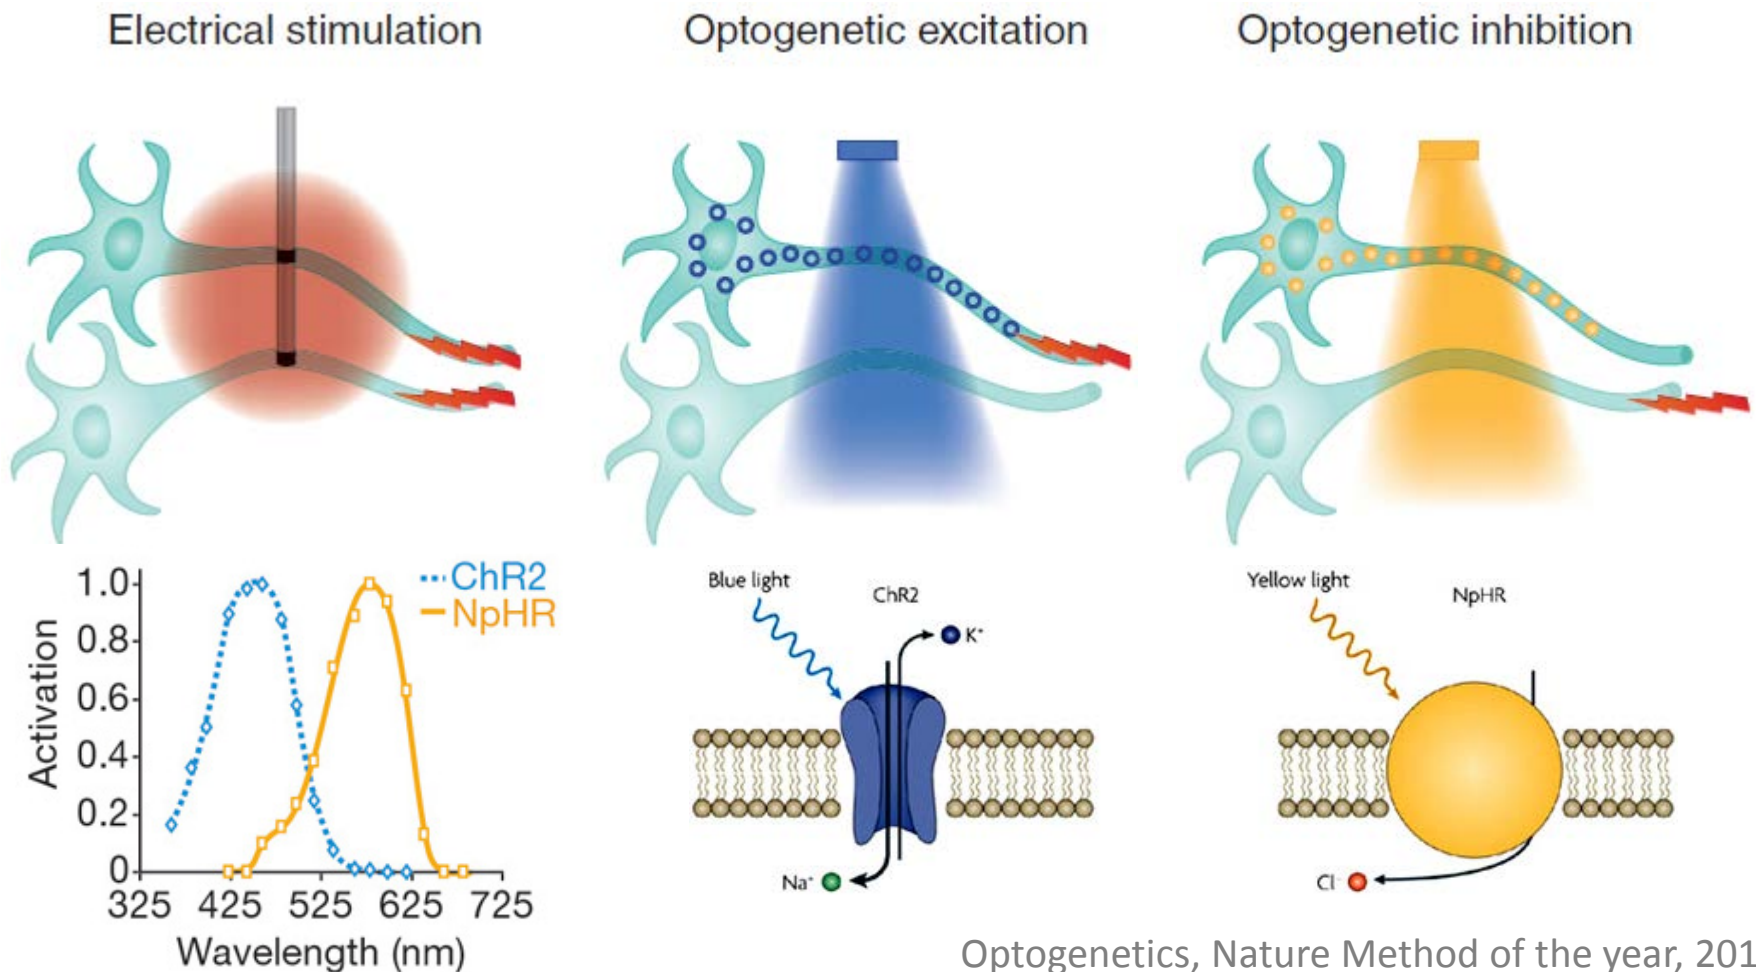 Electrical stimulation
Optogenetic excitation
Optogenetic inhibition
ChR2
NpHR
Activation
1.0
0.8
0.6
0.4
0.2
0
325 425 525 625 725
Wavelength (nm)
Blue light
ChR2
K⁺
Na⁺
Yellow light
NpHR
Cl⁻
Optogenetics, Nature Method of the year, 201